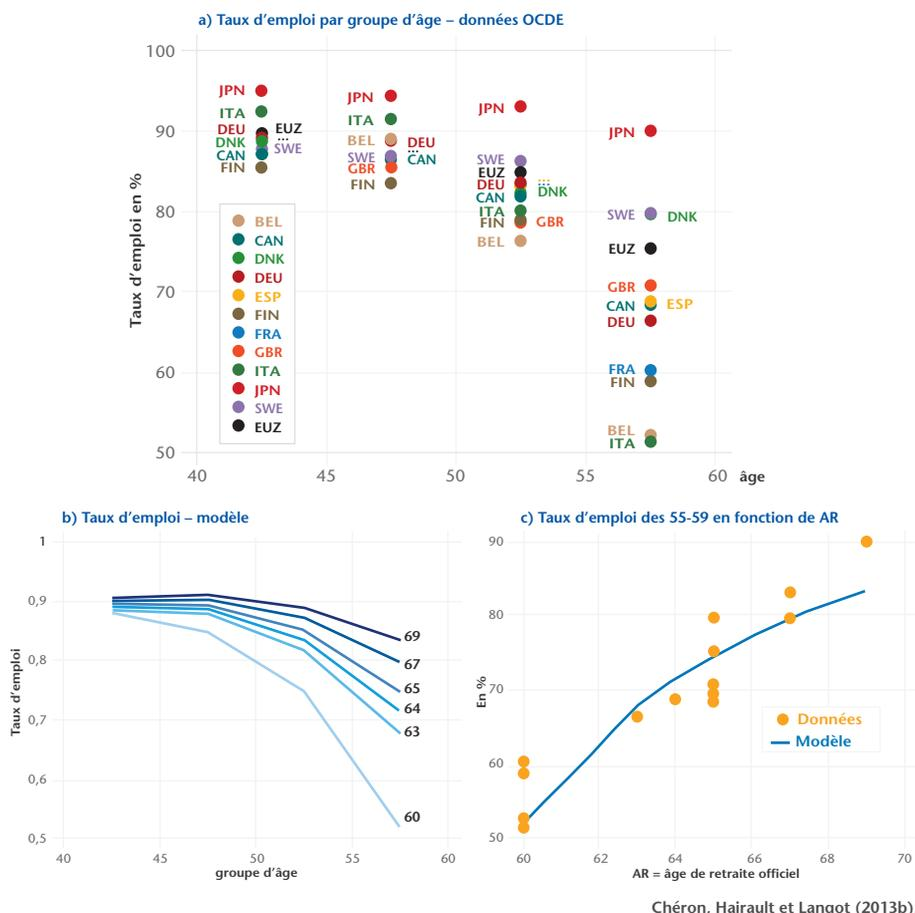 a) Taux d’emploi par groupe d’âge – données OCDE
Taux d’emploi en %
100
90
80
70
60
50
40
45
50
55
60
âge
JPN
ITA
DEU EUZ
DNK ... SWE
CAN
FIN
JPN
ITA
BEL DEU
SWE ... CAN
GBR
FIN
JPN
SWE
EUZ
DEU ...
DNK
CAN
ITA
FIN GBR
BEL
JPN
SWE DNK
EUZ
GBR
CAN ESP
DEU
FRA
FIN
BEL
ITA
BEL
CAN
DNK
DEU
ESP
FIN
FRA
GBR
ITA
JPN
SWE
EUZ
b) Taux d’emploi – modèle
Taux d’emploi
1
0,9
0,8
0,7
0,6
0,5
69
67
65
64
63
60
40
45
50
55
60
groupe d’âge
c) Taux d’emploi des 55-59 en fonction de AR
En %
90
80
70
60
50
Données
Modèle
60
62
64
66
68
70
AR = âge de retraite officiel
Chéron, Hairault et Langot (2013b)